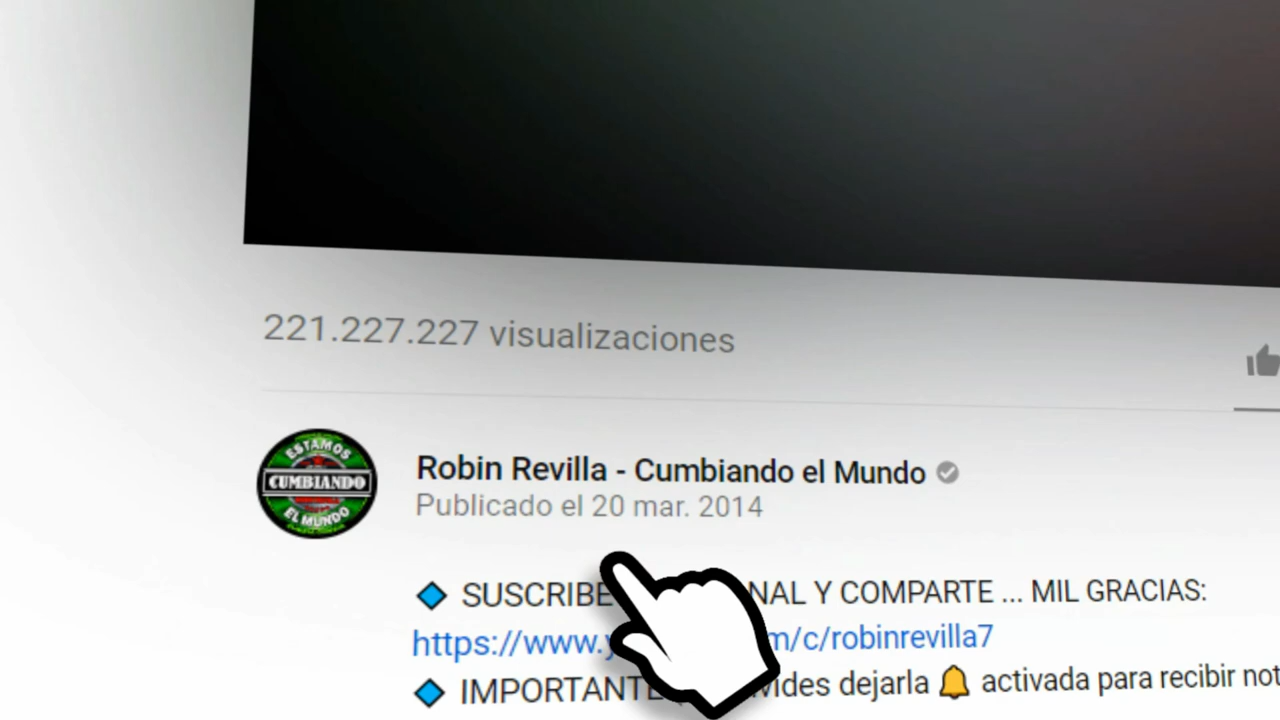 221.227.227 visualizaciones
ESTAMOS
CUMBIANDO
EL MUNDO
Robin Revilla - Cumbiando el Mundo
Publicado el 20 mar. 2014
SUSCRIBE NAL Y COMPARTE ... MIL GRACIAS:
https://www.y m/c/robinrevilla7
IMPORTANTE vides dejarla 🔔 activada para recibir not